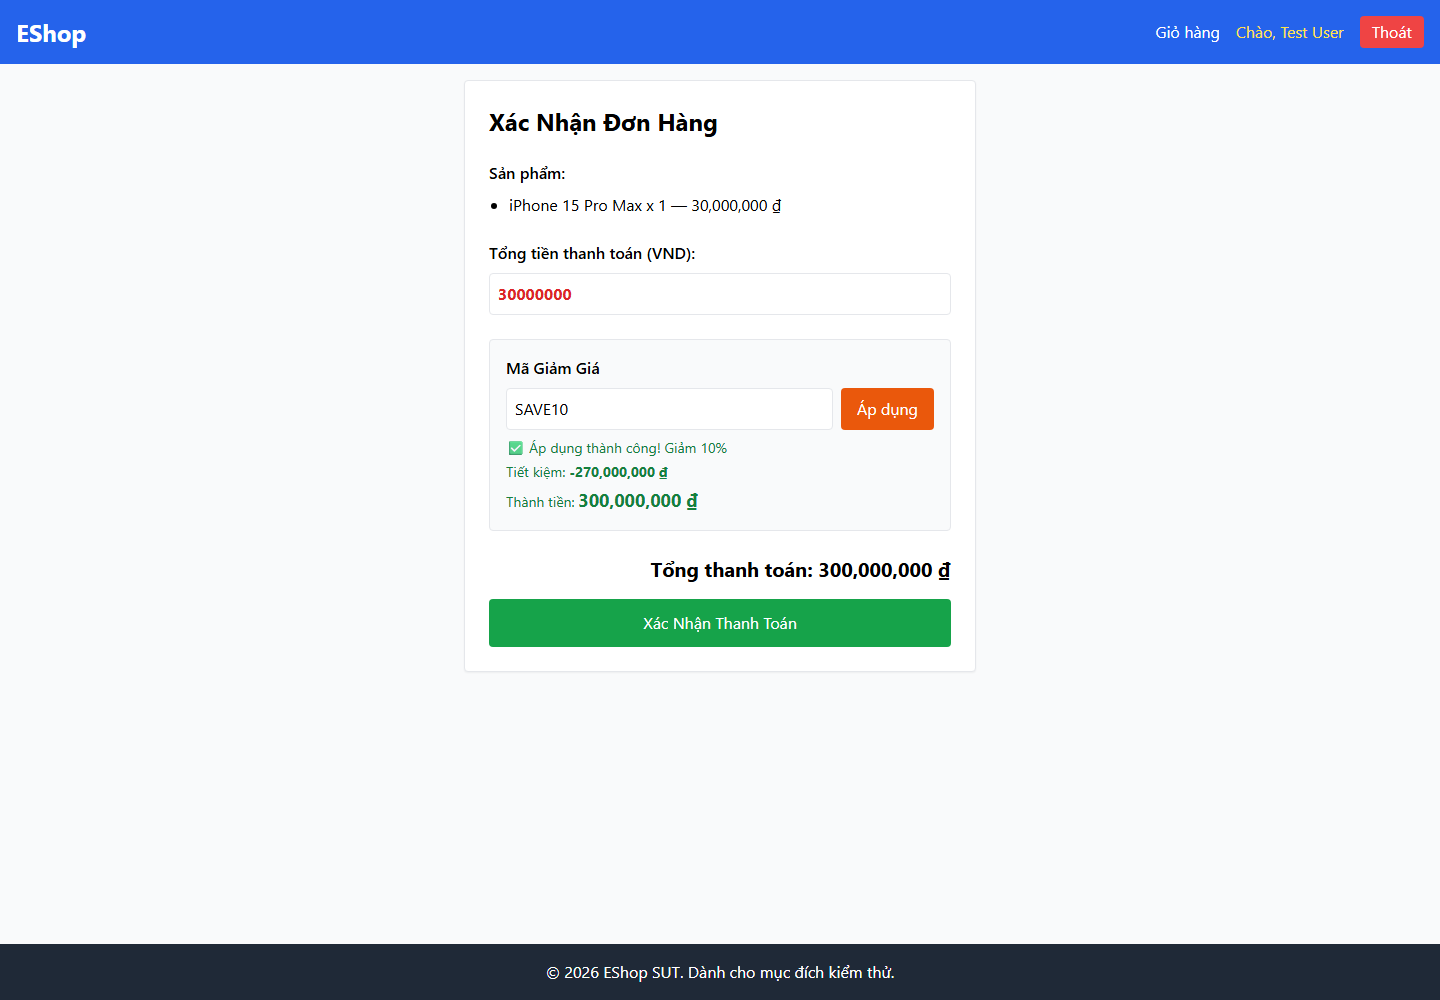 EShop
Giỏ hàng
Chào, Test User
Thoát
Xác Nhận Đơn Hàng
Sản phẩm:
• iPhone 15 Pro Max x 1 — 30,000,000 ₫
Tổng tiền thanh toán (VND):
30000000
Mã Giảm Giá
SAVE10
Áp dụng
✅ Áp dụng thành công! Giảm 10%
Tiết kiệm: -270,000,000 ₫
Thành tiền: 300,000,000 ₫
Tổng thanh toán: 300,000,000 ₫
Xác Nhận Thanh Toán
© 2026 EShop SUT. Dành cho mục đích kiểm thử.